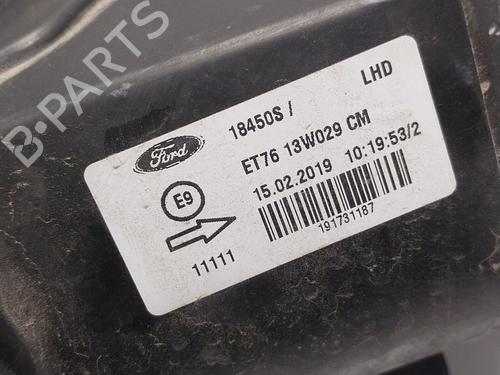 B-PARTS
18450S / LHD
Ford
ET76 13W029 CM
15.02.2019 10:19:53/2
E9
191731187
11111